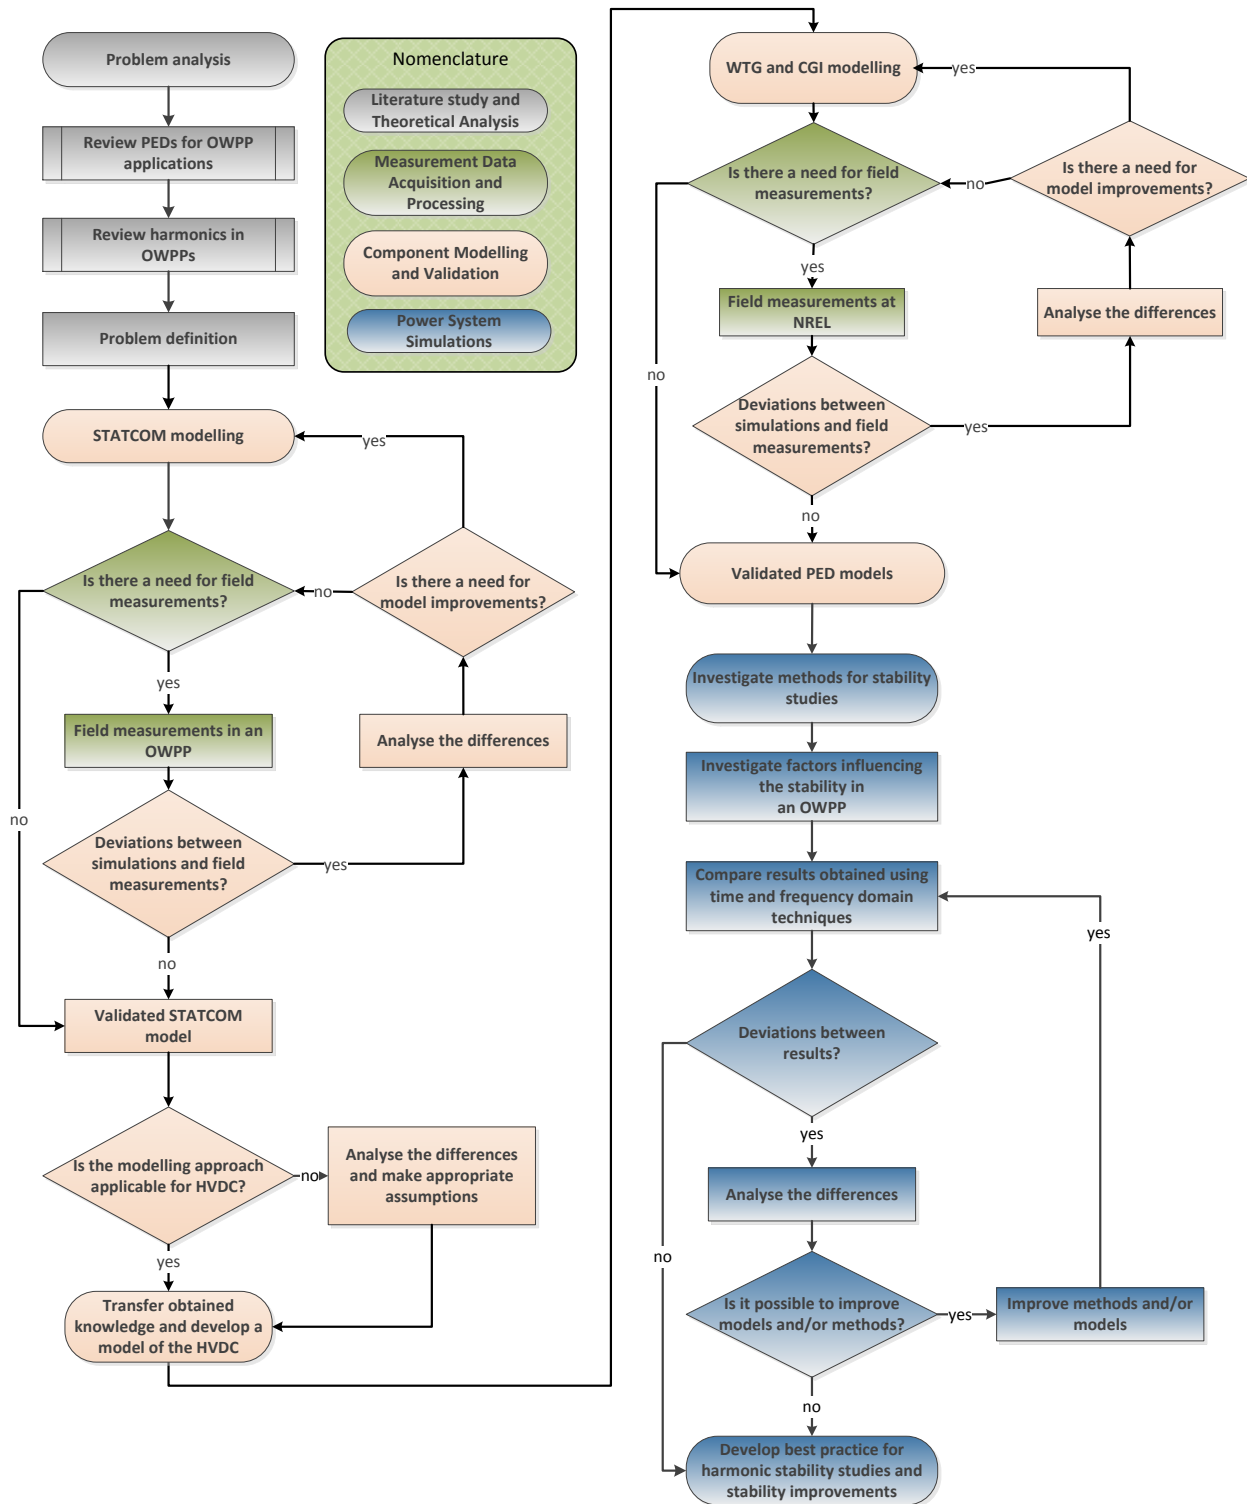 Problem analysis
Review PEDs for OWPP
applications
Review harmonics in
OWPPs
Problem definition
Nomenclature
Literature study and
Theoretical Analysis
Measurement Data
Acquisition and
Processing
Component Modelling
and Validation
Power System
Simulations
STATCOM modelling
yes
Is there a need for field
measurements?
no
Is there a need for
model improvements?
yes
Field measurements in an
OWPP
Analyse the differences
no
Deviations between
simulations and field
measurements?
yes
no
Validated STATCOM
model
Is the modelling approach
applicable for HVDC?
no
Analyse the differences
and make appropriate
assumptions
yes
Transfer obtained
knowledge and develop a
model of the HVDC
WTG and CGI modelling
yes
Is there a need for field
measurements?
no
Is there a need for
model improvements?
yes
Field measurements at
NREL
Analyse the differences
no
Deviations between
simulations and field
measurements?
yes
no
Validated PED models
Investigate methods for stability
studies
Investigate factors influencing
the stability in
an OWPP
Compare results obtained using
time and frequency domain
techniques
yes
Deviations between
results?
yes
Analyse the differences
no
Is it possible to improve
models and/or methods?
yes
Improve methods and/or
models
no
Develop best practice for
harmonic stability studies and
stability improvements